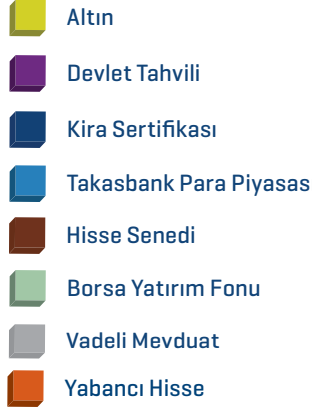 Altın
Devlet Tahvili
Kira Sertifikası
Takasbank Para Piyasas
Hisse Senedi
Borsa Yatırım Fonu
Vadeli Mevduat
Yabancı Hisse